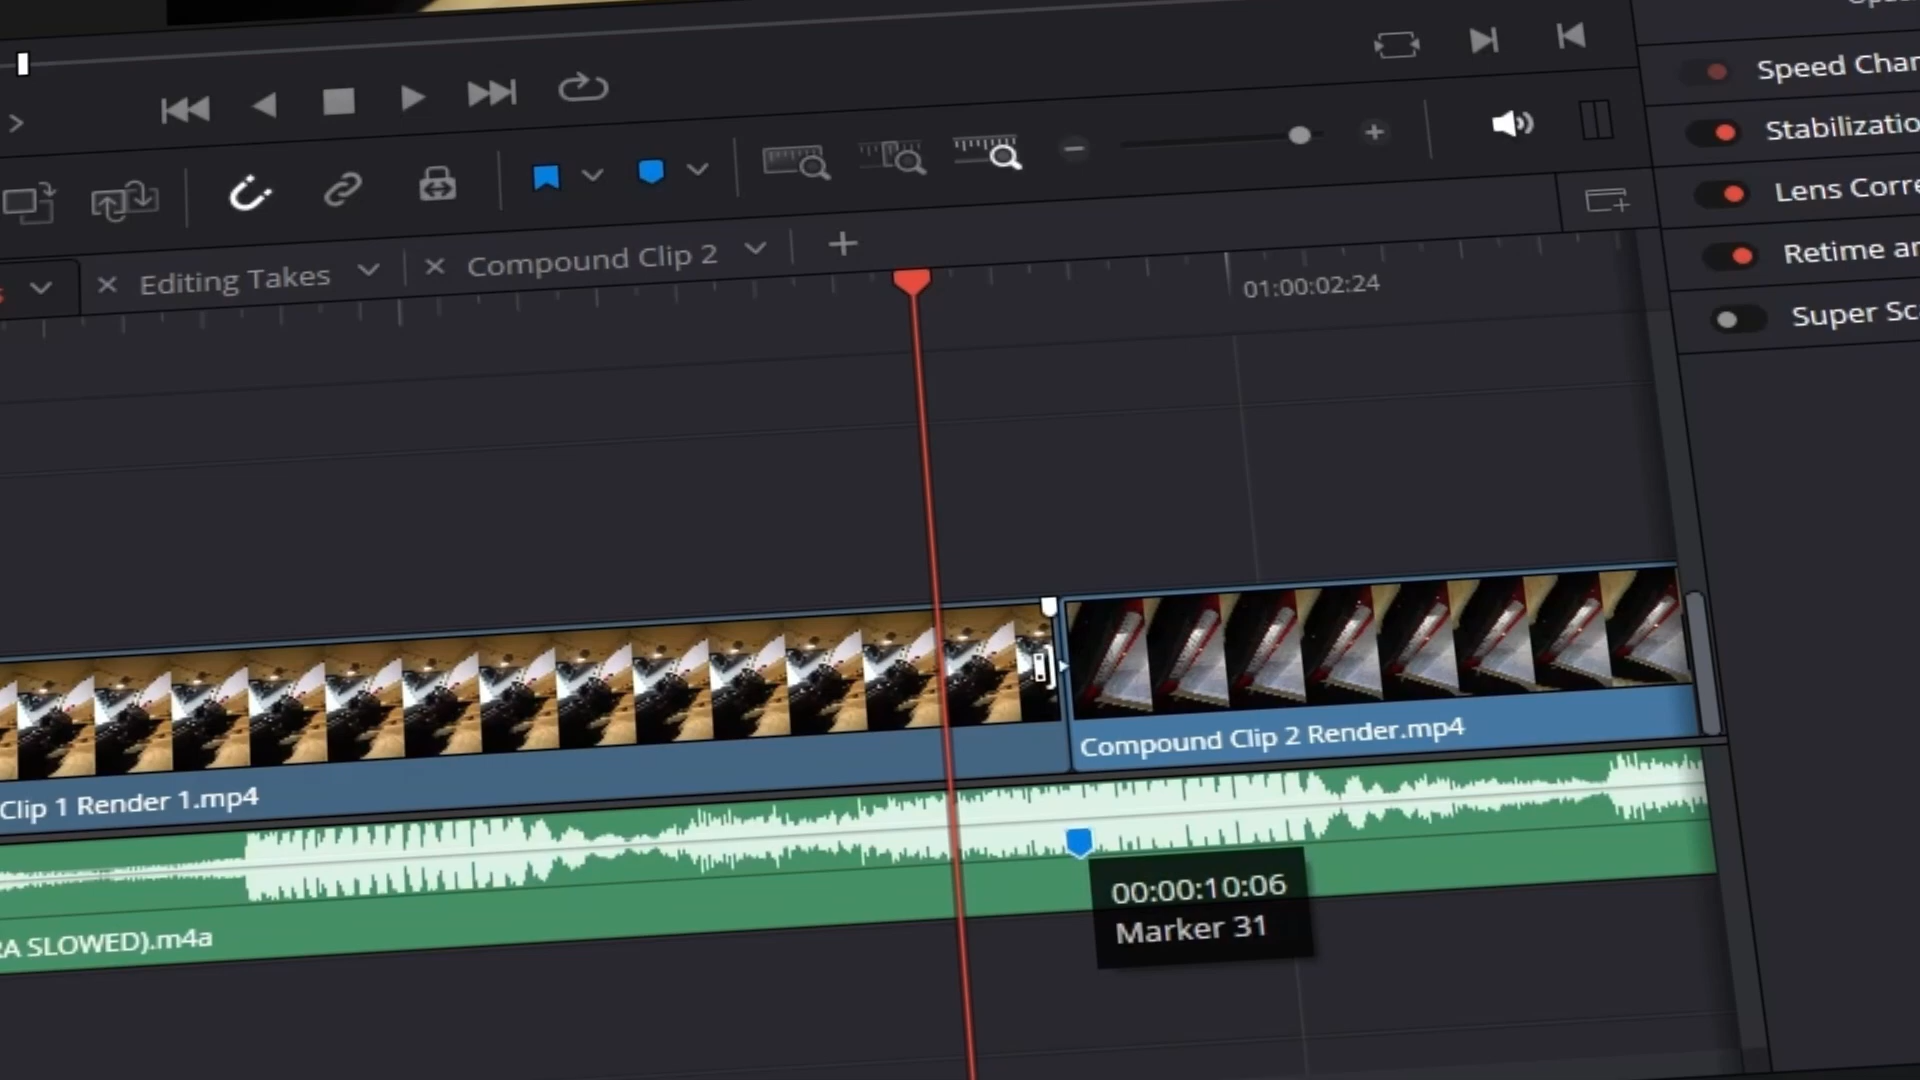 Speed Char
Stabilizatio
Lens Corre
Retime ar
Super Sc
Editing Takes
Compound Clip 2
01:00:02:24
Compound Clip 2 Render.mp4
Clip 1 Render 1.mp4
RA SLOWED).m4a
00:00:10:06
Marker 31